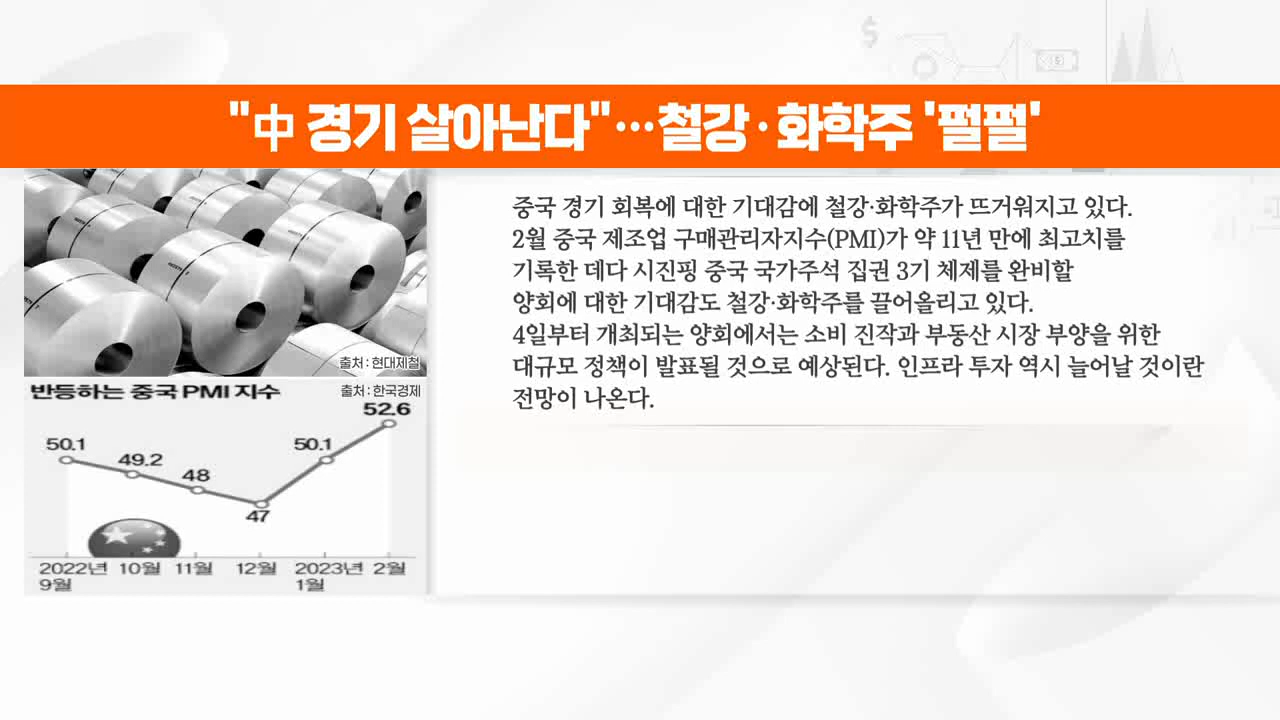 "中 경기 살아난다"…철강·화학주 '펄펄'
출처 : 현대제철
반등하는 중국 PMI 지수
출처 : 한국경제
52.6
50.1
49.2
48
47
50.1
2022년 10월 11월 12월 2023년 2월
9월 1월
중국 경기 회복에 대한 기대감에 철강·화학주가 뜨거워지고 있다.
2월 중국 제조업 구매관리자지수(PMI)가 약 11년 만에 최고치를
기록한 데다 시진핑 중국 국가주석 집권 3기 체제를 완비할
양회에 대한 기대감도 철강·화학주를 끌어올리고 있다.
4일부터 개최되는 양회에서는 소비 진작과 부동산 시장 부양을 위한
대규모 정책이 발표될 것으로 예상된다. 인프라 투자 역시 늘어날 것이란
전망이 나온다.